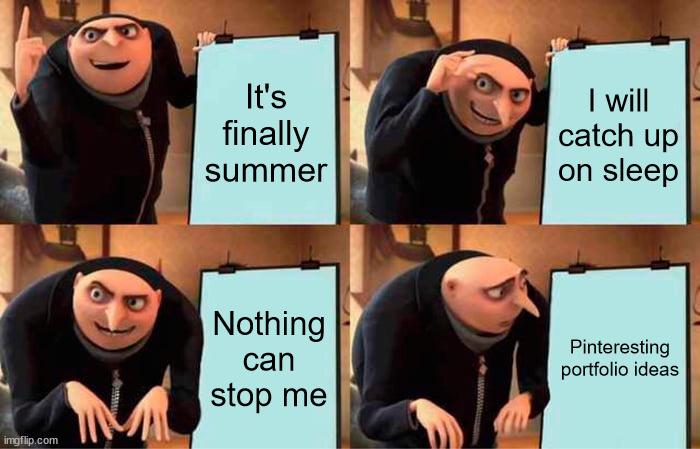 It's
finally
summer
I will
catch up
on sleep
Nothing
can
stop me
Pinteresting
portfolio ideas
imgflip.com